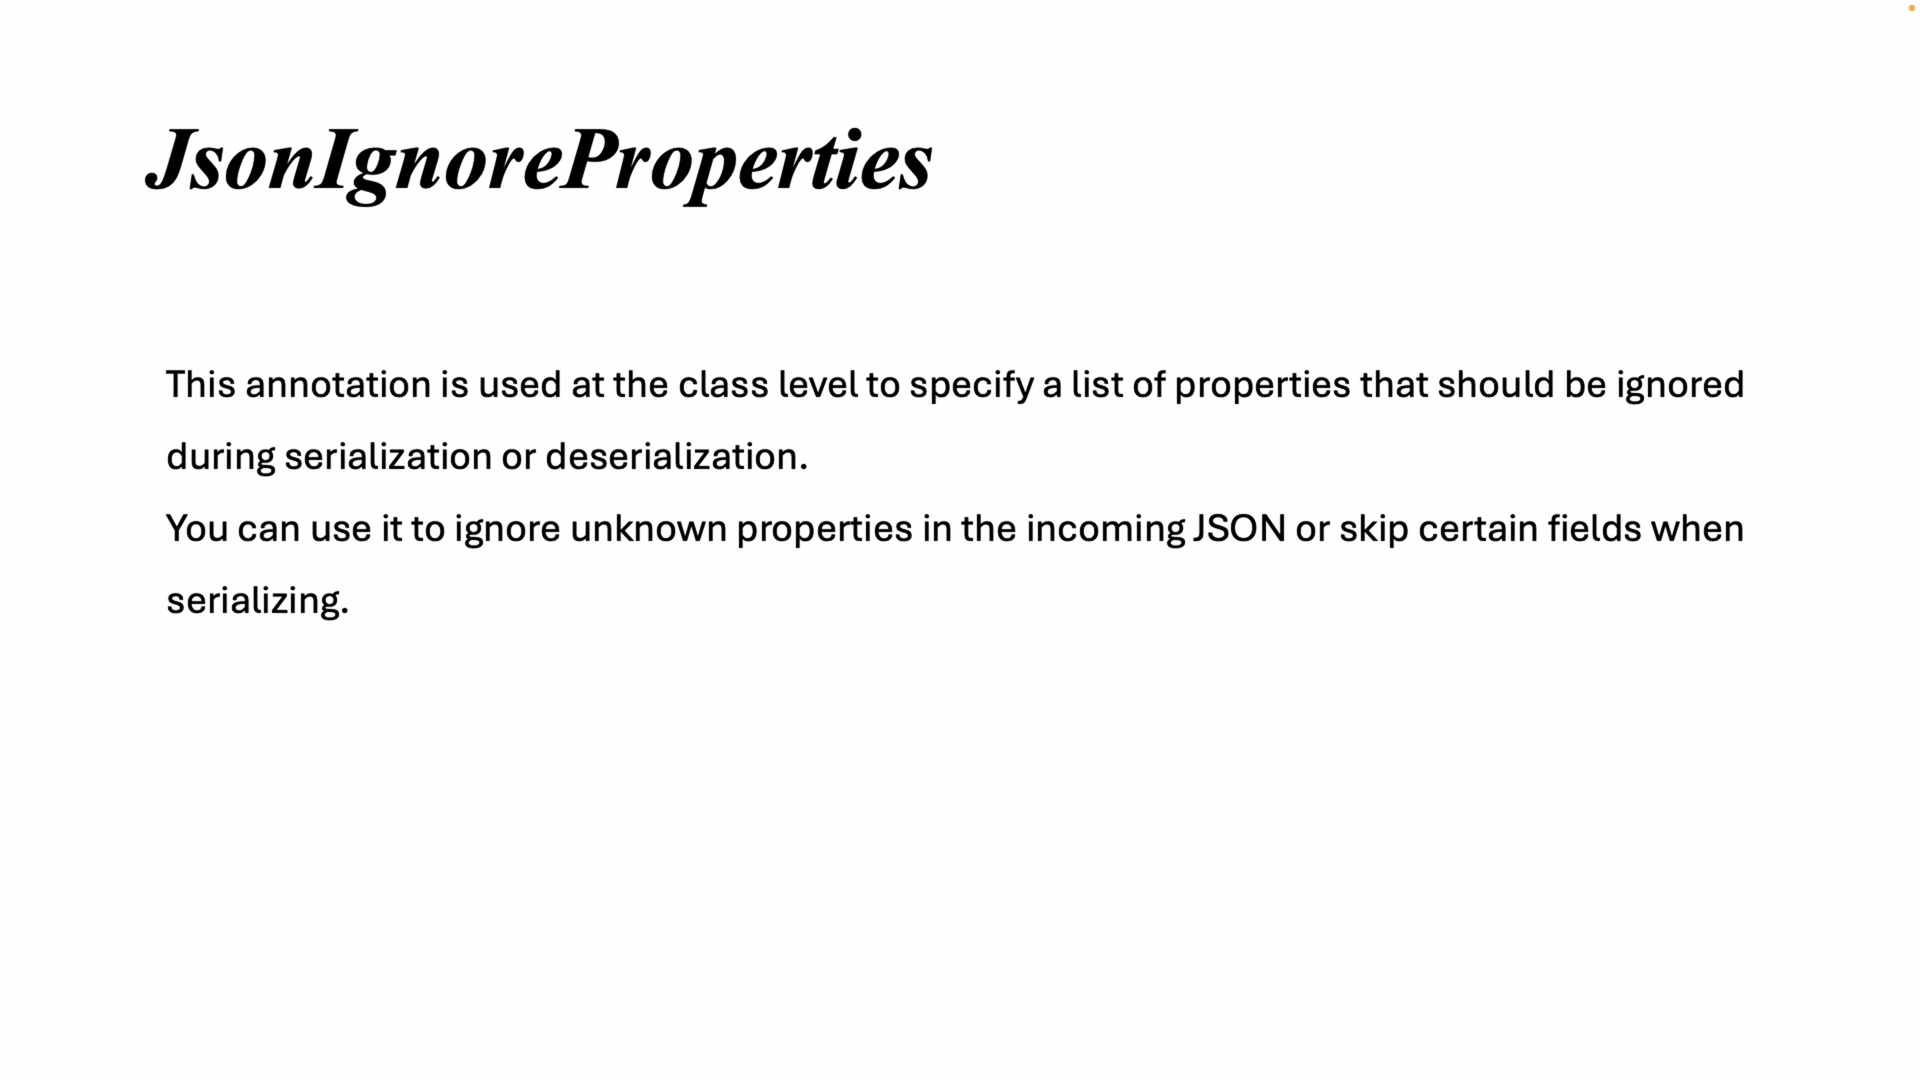 JsonIgnoreProperties
This annotation is used at the class level to specify a list of properties that should be ignored
during serialization or deserialization.
You can use it to ignore unknown properties in the incoming JSON or skip certain fields when
serializing.